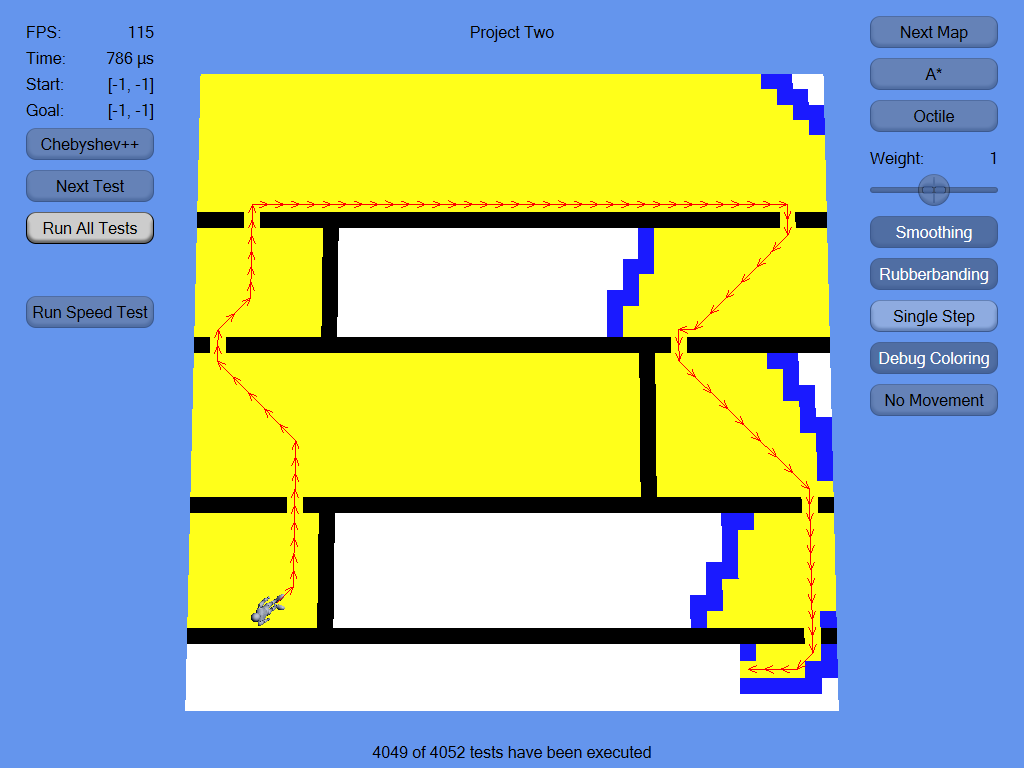 FPS: 115
Time: 786 µs
Start: [-1, -1]
Goal: [-1, -1]
Chebyshev++
Next Test
Run All Tests
Run Speed Test
Project Two
Next Map
A*
Octile
Weight: 1
Smoothing
Rubberbanding
Single Step
Debug Coloring
No Movement
4049 of 4052 tests have been executed